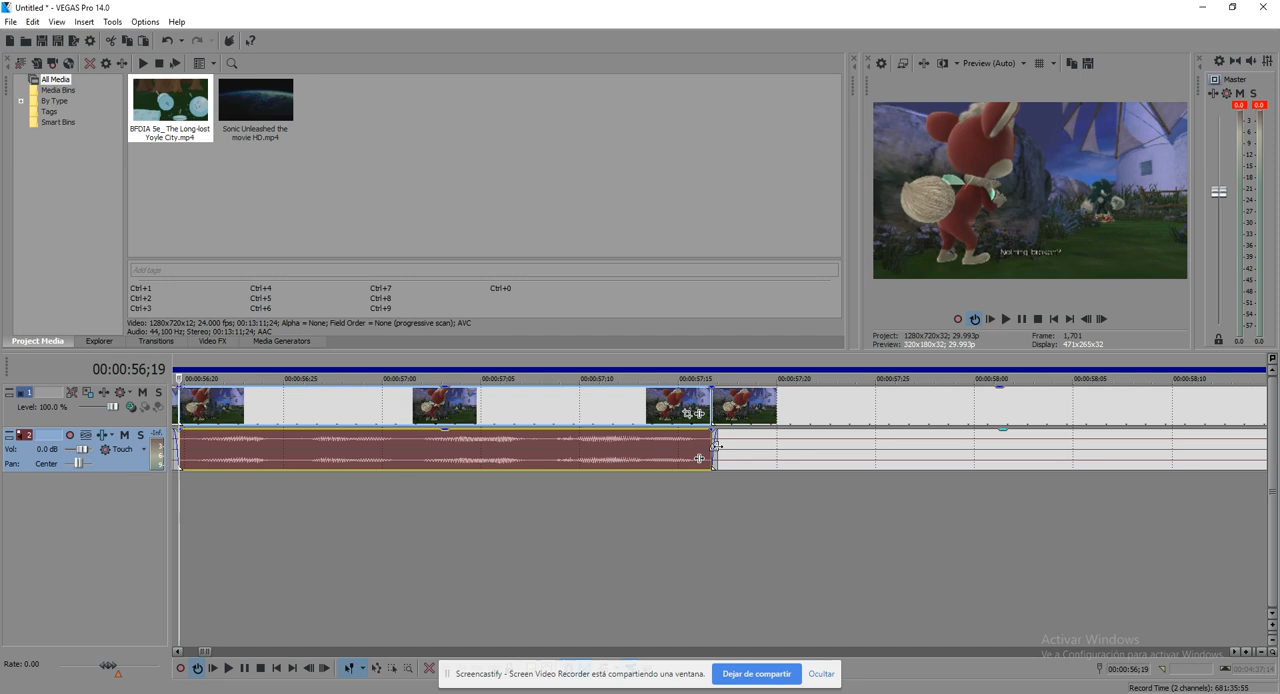 Untitled * - VEGAS Pro 14.0
File Edit View Insert Tools Options Help
All Media
Media Bins
By Type
Tags
Smart Bins
BFDIA 5e_ The Long-lost
Yoyle City.mp4
Sonic Unleashed the
movie HD.mp4
Add tags
Ctrl+1 Ctrl+4 Ctrl+7 Ctrl+0
Ctrl+2 Ctrl+5 Ctrl+8
Ctrl+3 Ctrl+6 Ctrl+9
Video: 1280x720x12; 24.000 fps; 00:13:11;24; Alpha = None; Field Order = None (progressive scan); AVC
Audio: 44,100 Hz; Stereo; 00:13:11;24; AAC
Project Media Explorer Transitions Video FX Media Generators
Preview (Auto)
Project: 1280x720x32; 29.993p Frame: 1,701
Preview: 320x180x32; 29.993p Display: 471x265x32
Master
M S
0.0 0.0
-3
-6
-9
-12
-15
-18
-21
-24
-27
-30
-33
-36
-39
-42
-45
-48
-51
-54
-57
0.0 0.0
00:00:56;19
00:00:56;20 00:00:56;25 00:00:57;00 00:00:57;05 00:00:57;10 00:00:57;15 00:00:57;20 00:00:57;25 00:00:58;00 00:00:58;05 00:00:58;10
1 M S
Level: 100.0 %
2 M S -Inf.
Vol: 0.0 dB Touch
Pan: Center
3
6
9
Activar Windows
Ve a Configuración para activar Windows.
Rate: 0.00
Screencastify - Screen Video Recorder está compartiendo una ventana. Dejar de compartir Ocultar
00:00:56;19 00:04:37;14
Record Time (2 channels): 681:35:55